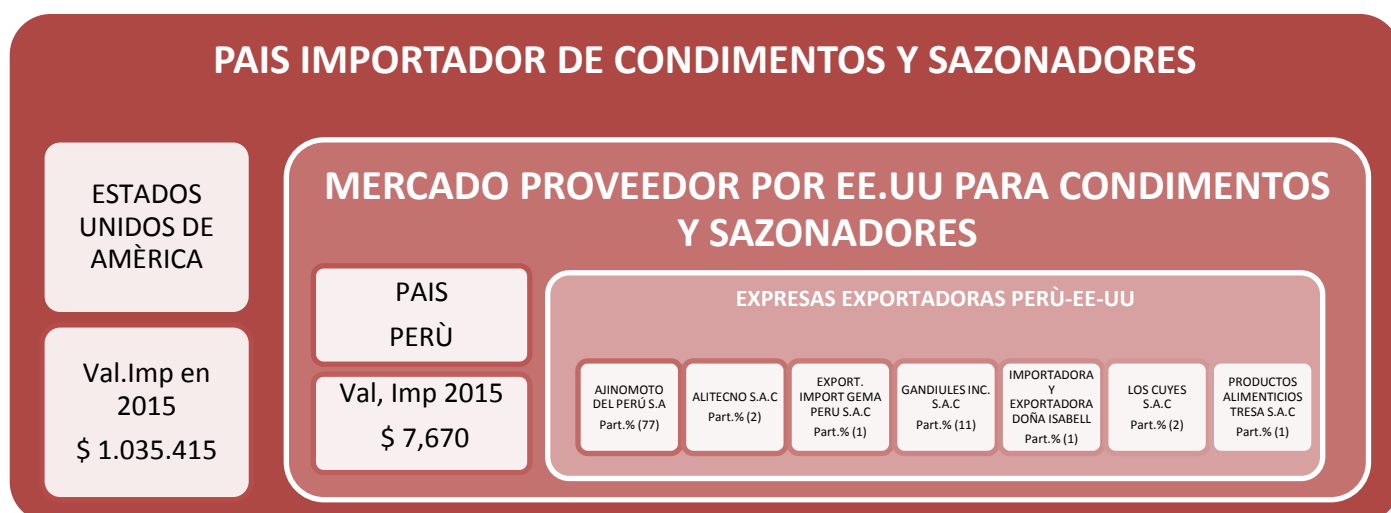 PAIS IMPORTADOR DE CONDIMENTOS Y SAZONADORES
ESTADOS
UNIDOS DE
AMÈRICA
Val.Imp en
2015
$ 1.035.415
MERCADO PROVEEDOR POR EE.UU PARA CONDIMENTOS
Y SAZONADORES
PAIS
PERÙ
Val, Imp 2015
$ 7,670
EXPRESAS EXPORTADORAS PERÙ-EE-UU
AJINOMOTO
DEL PERÚ S.A
Part.% (77)
ALITECNO S.A.C
Part.% (2)
EXPORT.
IMPORT GEMA
PERU S.A.C
Part.% (1)
GANDIULES INC.
S.A.C
Part.% (11)
IMPORTADORA
Y
EXPORTADORA
DOÑA ISABELL
Part.% (1)
LOS CUYES
S.A.C
Part.% (2)
PRODUCTOS
ALIMENTICIOS
TRESA S.A.C
Part.% (1)